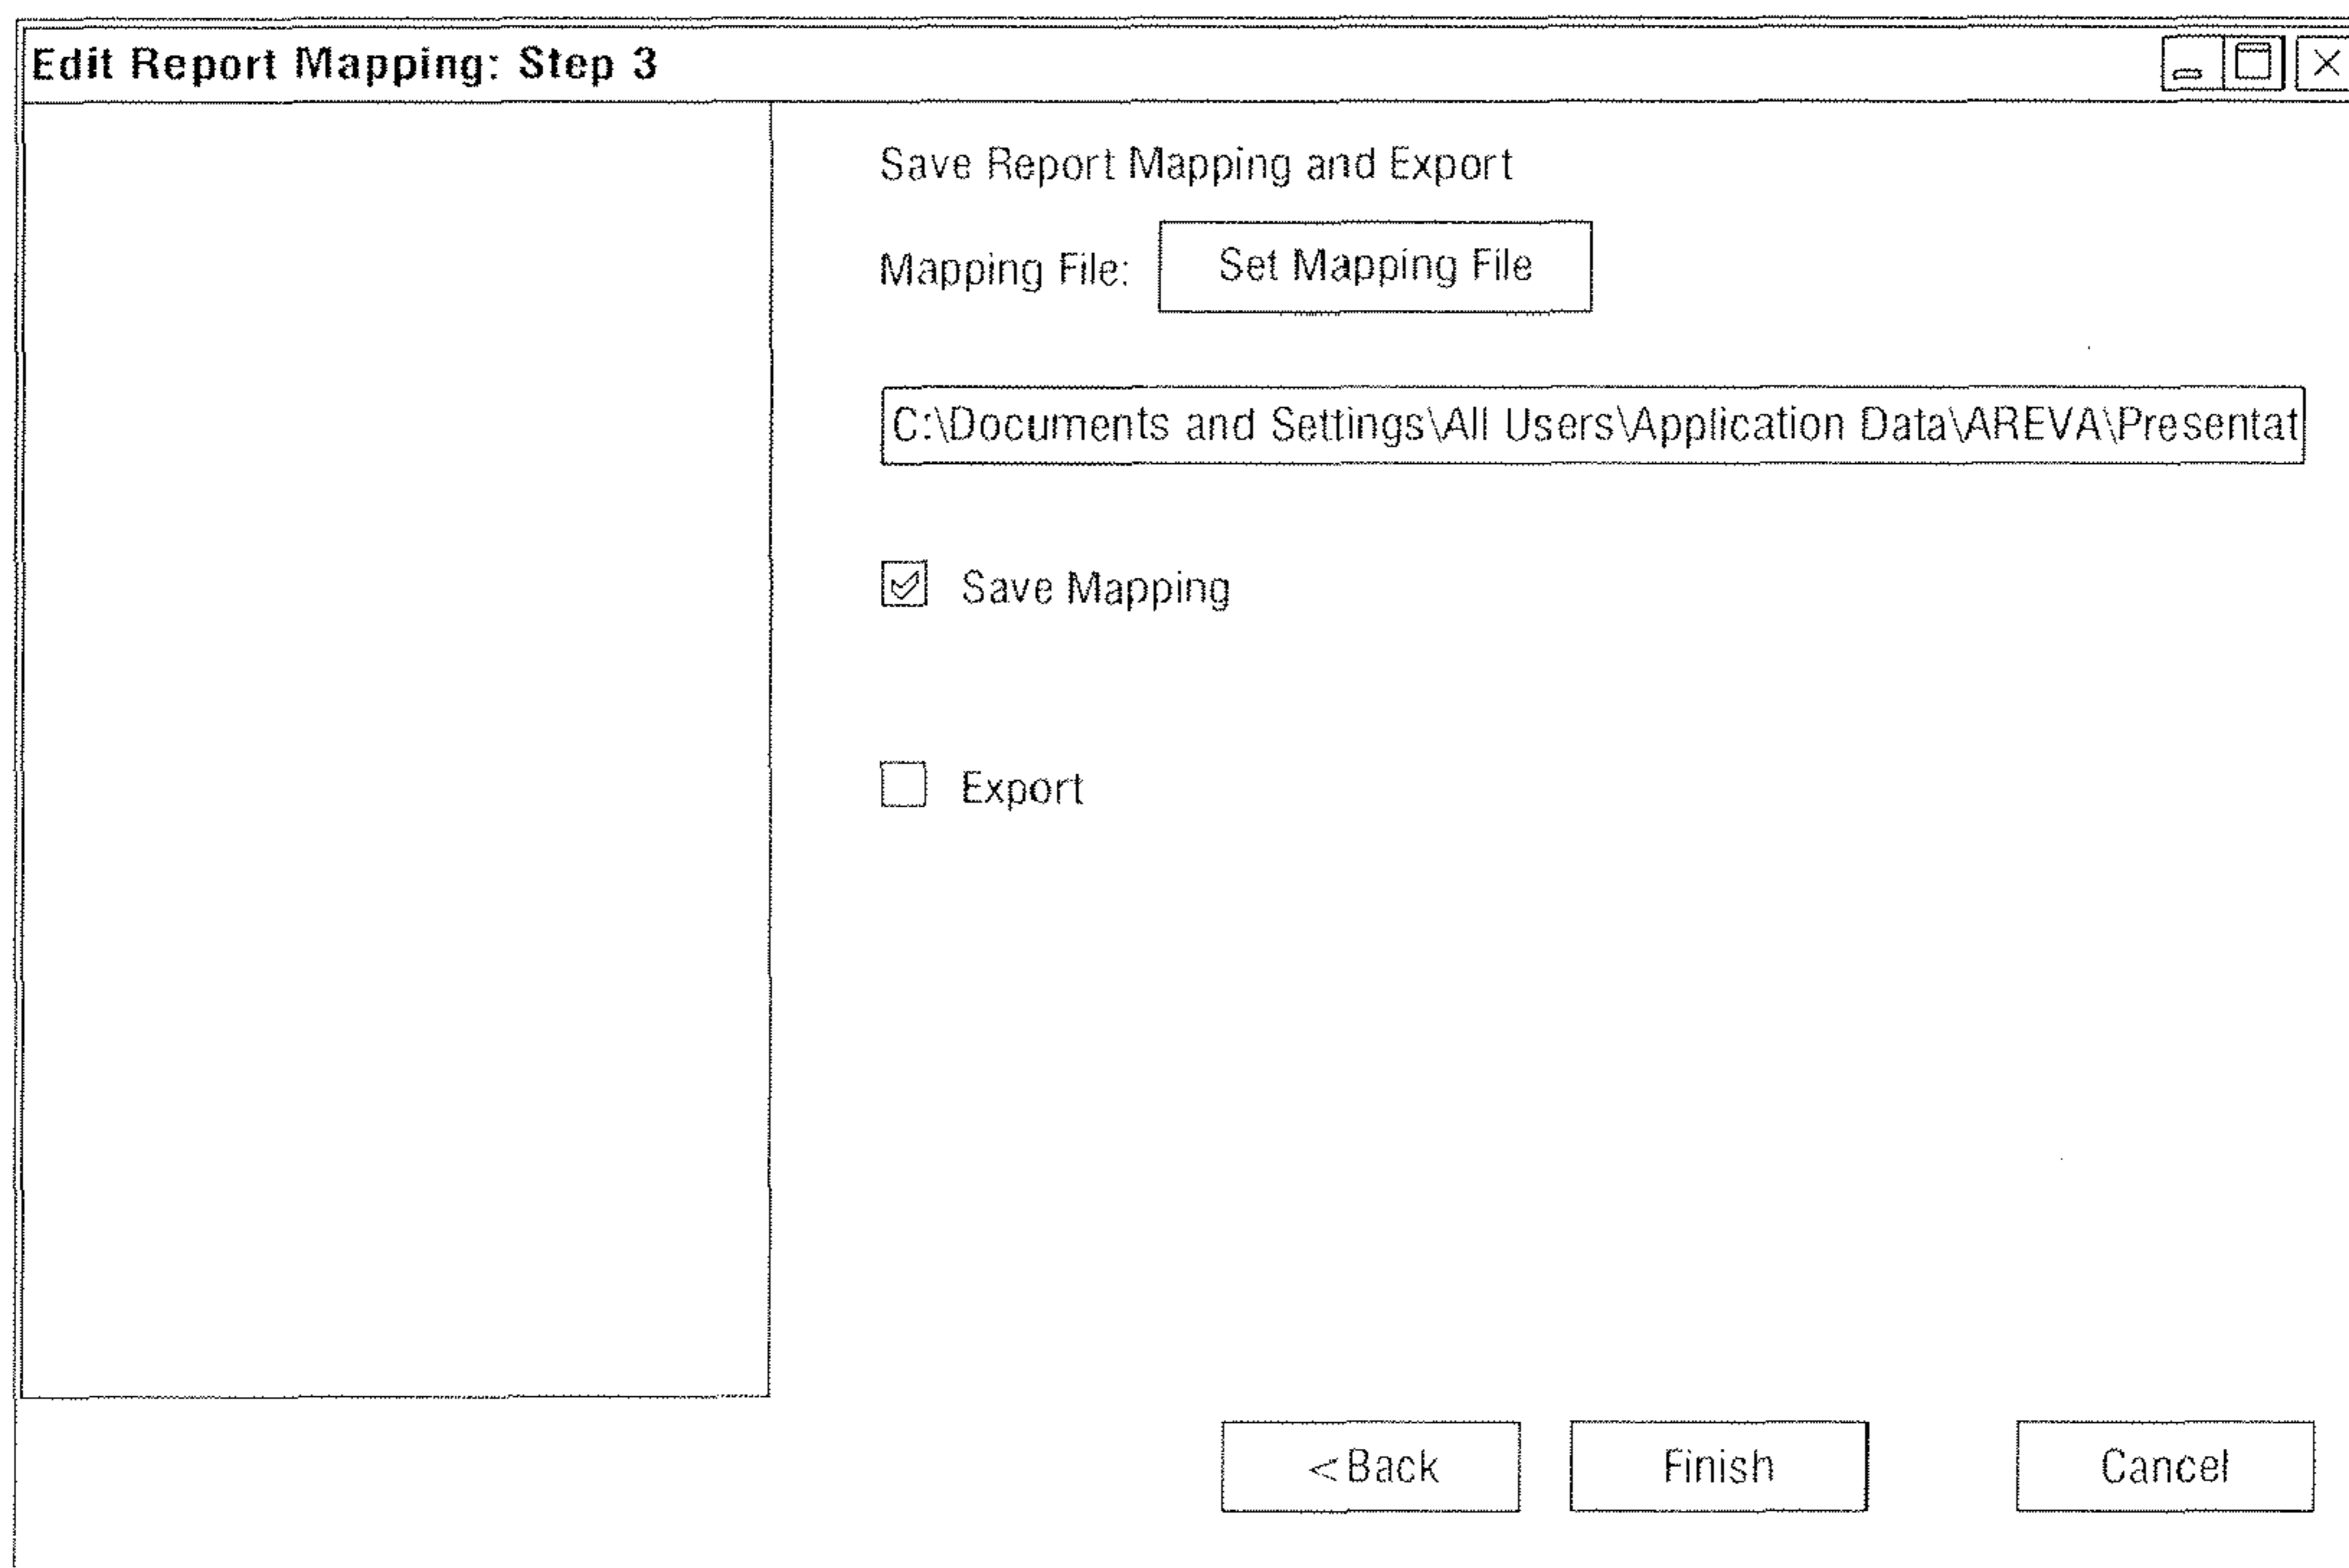 Edit Report Mapping: Step 3
Save Report Mapping and Export
Mapping File: Set Mapping File
C:\Documents and Settings\All Users\Application Data\AREVA\Presentat
Save Mapping
Export
<Back Finish Cancel